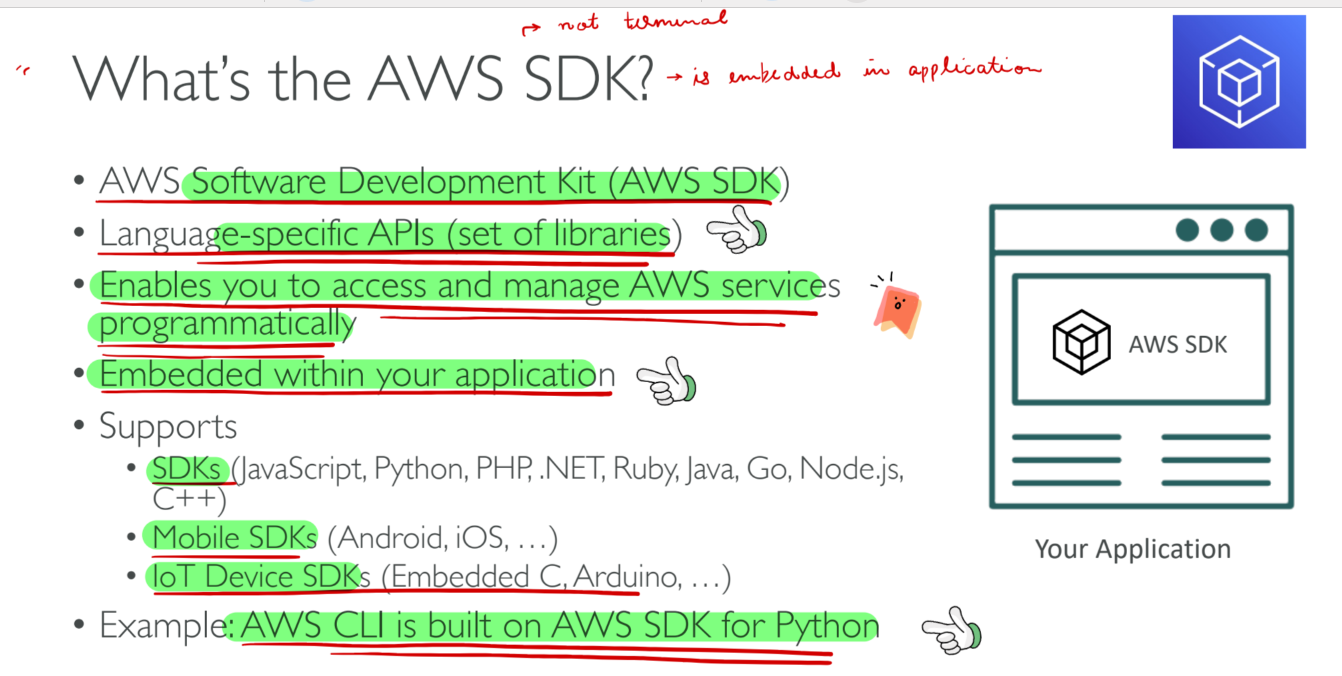 → not terminal
What's the AWS SDK? → is embedded in application
• AWS Software Development Kit (AWS SDK)
• Language-specific APIs (set of libraries)
• Enables you to access and manage AWS services
programmatically
• Embedded within your application
• Supports
• SDKs (JavaScript, Python, PHP, .NET, Ruby, Java, Go, Node.js,
C++)
• Mobile SDKs (Android, iOS, …)
• IoT Device SDKs (Embedded C, Arduino, …)
• Example: AWS CLI is built on AWS SDK for Python
AWS SDK
Your Application